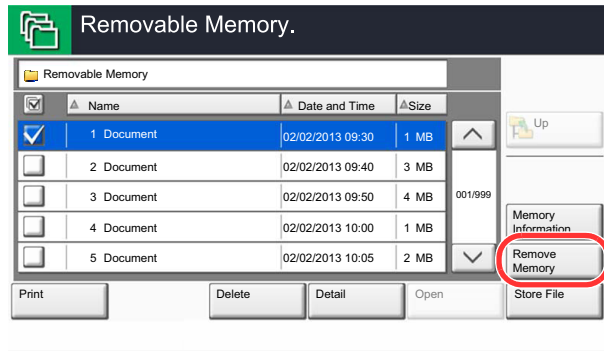 Removable Memory.
Removable Memory
Name Date and Time Size
1 Document 02/02/2013 09:30 1 MB
2 Document 02/02/2013 09:40 3 MB
3 Document 02/02/2013 09:50 4 MB
4 Document 02/02/2013 10:00 1 MB
5 Document 02/02/2013 10:05 2 MB
001/999
Up
Memory
Information
Remove
Memory
Print Delete Detail Open Store File